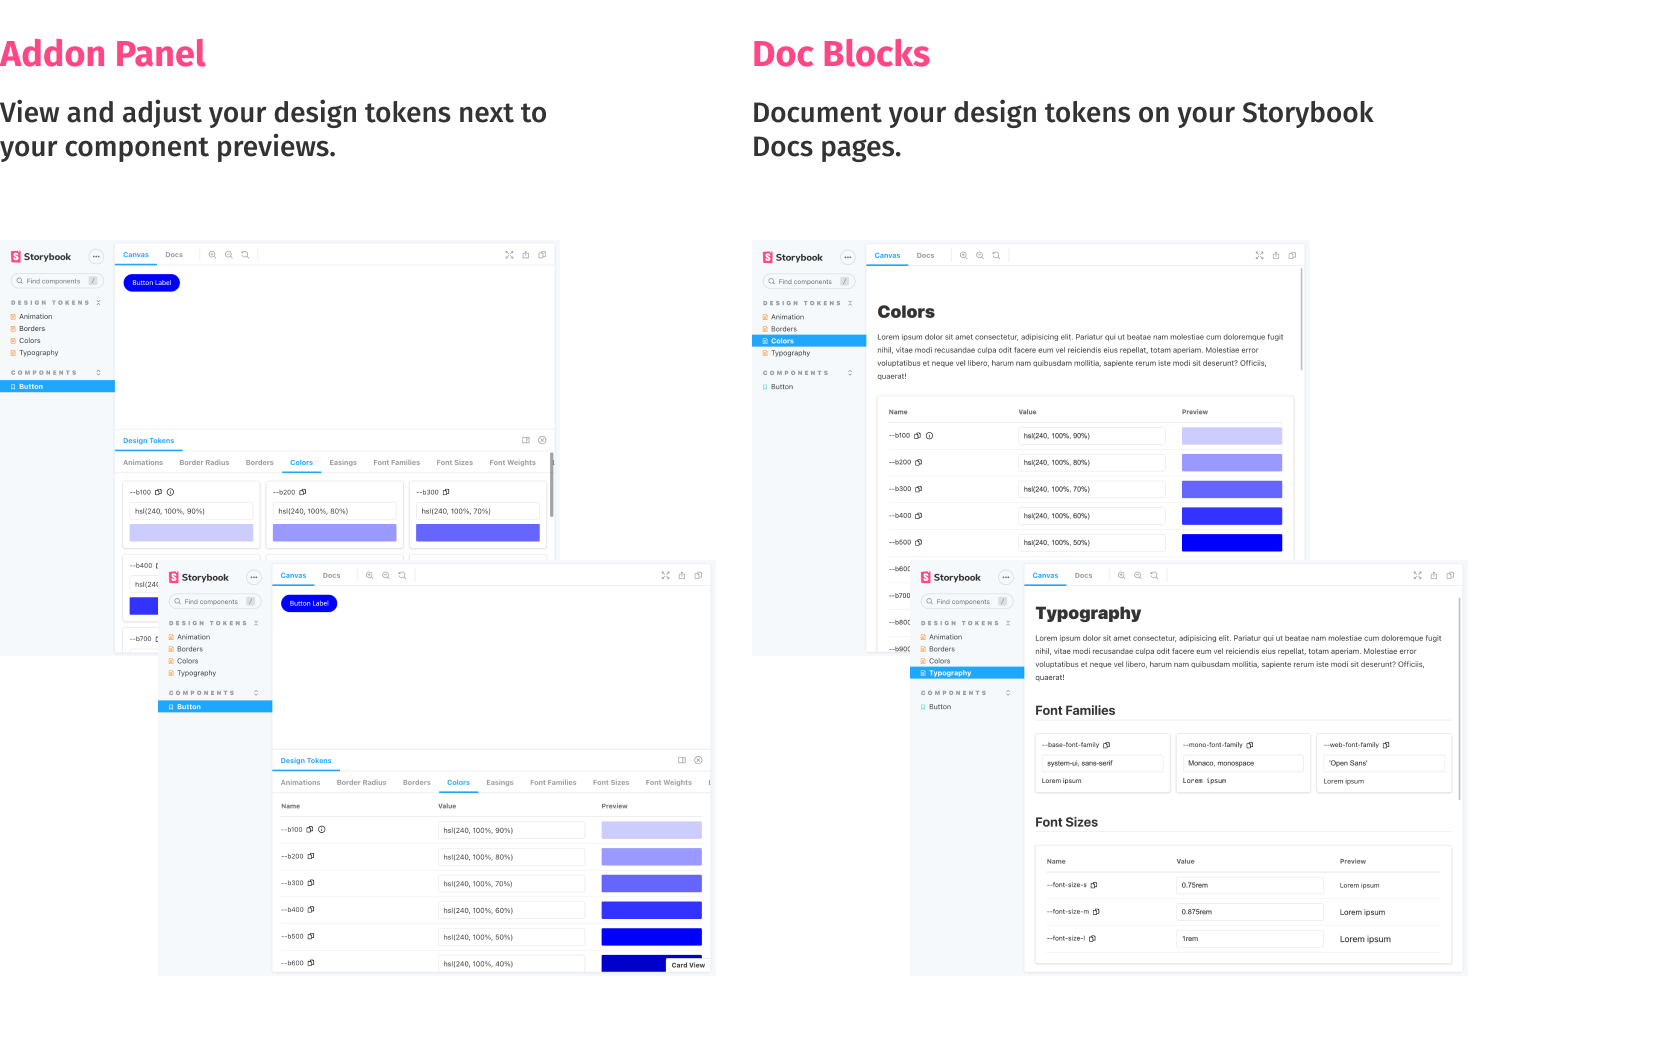 Addon Panel
View and adjust your design tokens next to
your component previews.
Storybook
Find components /
DESIGN TOKENS
Animation
Borders
Colors
Typography
COMPONENTS
Button
Canvas Docs
Button Label
Design Tokens
Animations Border Radius Borders Colors Easings Font Families Font Sizes Font Weights
--b100 --b200 --b300
hsl(240, 100%, 90%) hsl(240, 100%, 80%) hsl(240, 100%, 70%)
--b400
hsl(24
--b700
Storybook
Find components /
DESIGN TOKENS
Animation
Borders
Colors
Typography
COMPONENTS
Button
Canvas Docs
Button Label
Design Tokens
Animations Border Radius Borders Colors Easings Font Families Font Sizes Font Weights
Name Value Preview
--b100 hsl(240, 100%, 90%)
--b200 hsl(240, 100%, 80%)
--b300 hsl(240, 100%, 70%)
--b400 hsl(240, 100%, 60%)
--b500 hsl(240, 100%, 50%)
--b600 hsl(240, 100%, 40%)
Card View
Doc Blocks
Document your design tokens on your Storybook
Docs pages.
Storybook
Find components /
DESIGN TOKENS
Animation
Borders
Colors
Typography
COMPONENTS
Button
Canvas Docs
Colors
Lorem ipsum dolor sit amet consectetur, adipisicing elit. Pariatur qui ut beatae nam molestiae cum doloremque fugit
nihil, vitae modi recusandae culpa odit facere eum vel reiciendis eius repellat, totam aperiam. Molestiae error
voluptatibus et neque vel libero, harum nam quibusdam mollitia, sapiente rerum iste modi sit deserunt? Officiis,
quaerat!
Name Value Preview
--b100 hsl(240, 100%, 90%)
--b200 hsl(240, 100%, 80%)
--b300 hsl(240, 100%, 70%)
--b400 hsl(240, 100%, 60%)
--b500 hsl(240, 100%, 50%)
--b600
--b700
--b800
--b900
Storybook
Find components /
DESIGN TOKENS
Animation
Borders
Colors
Typography
COMPONENTS
Button
Canvas Docs
Typography
Lorem ipsum dolor sit amet consectetur, adipisicing elit. Pariatur qui ut beatae nam molestiae cum doloremque fugit
nihil, vitae modi recusandae culpa odit facere eum vel reiciendis eius repellat, totam aperiam. Molestiae error
voluptatibus et neque vel libero, harum nam quibusdam mollitia, sapiente rerum iste modi sit deserunt? Officiis,
quaerat!
Font Families
--base-font-family --mono-font-family --web-font-family
system-ui, sans-serif Monaco, monospace 'Open Sans'
Lorem ipsum Lorem ipsum Lorem ipsum
Font Sizes
Name Value Preview
--font-size-s 0.75rem Lorem ipsum
--font-size-m 0.875rem Lorem ipsum
--font-size-l 1rem Lorem ipsum